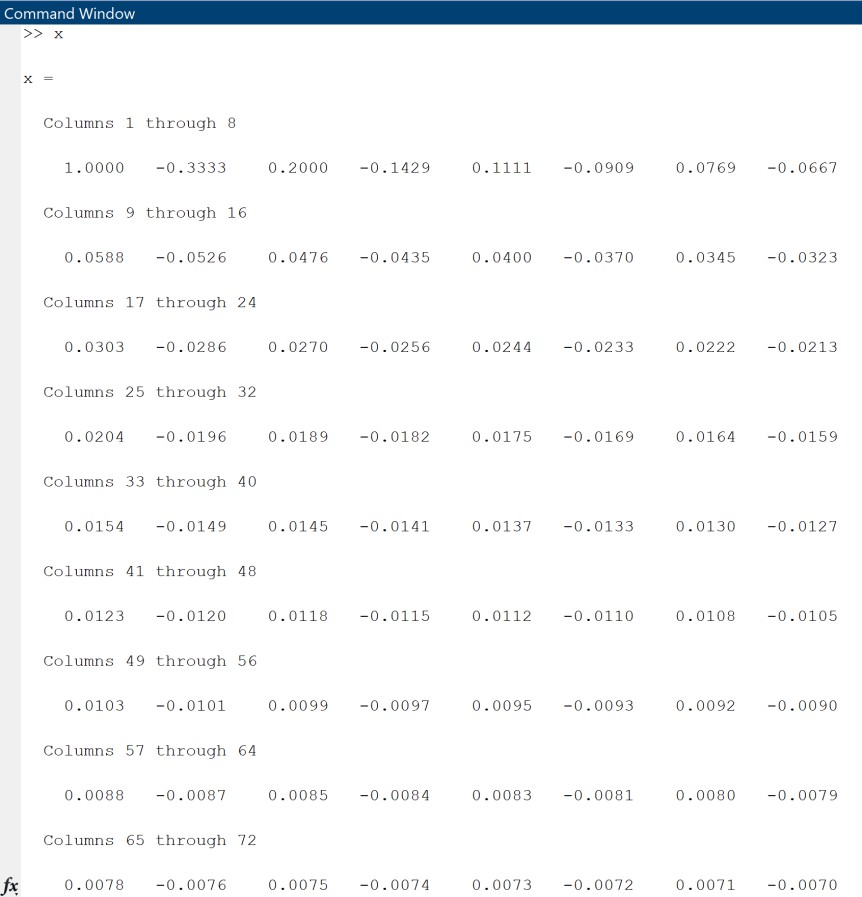 Command Window
>> x
x =
Columns 1 through 8
1.0000 -0.3333 0.2000 -0.1429 0.1111 -0.0909 0.0769 -0.0667
Columns 9 through 16
0.0588 -0.0526 0.0476 -0.0435 0.0400 -0.0370 0.0345 -0.0323
Columns 17 through 24
0.0303 -0.0286 0.0270 -0.0256 0.0244 -0.0233 0.0222 -0.0213
Columns 25 through 32
0.0204 -0.0196 0.0189 -0.0182 0.0175 -0.0169 0.0164 -0.0159
Columns 33 through 40
0.0154 -0.0149 0.0145 -0.0141 0.0137 -0.0133 0.0130 -0.0127
Columns 41 through 48
0.0123 -0.0120 0.0118 -0.0115 0.0112 -0.0110 0.0108 -0.0105
Columns 49 through 56
0.0103 -0.0101 0.0099 -0.0097 0.0095 -0.0093 0.0092 -0.0090
Columns 57 through 64
0.0088 -0.0087 0.0085 -0.0084 0.0083 -0.0081 0.0080 -0.0079
Columns 65 through 72
fx 0.0078 -0.0076 0.0075 -0.0074 0.0073 -0.0072 0.0071 -0.0070